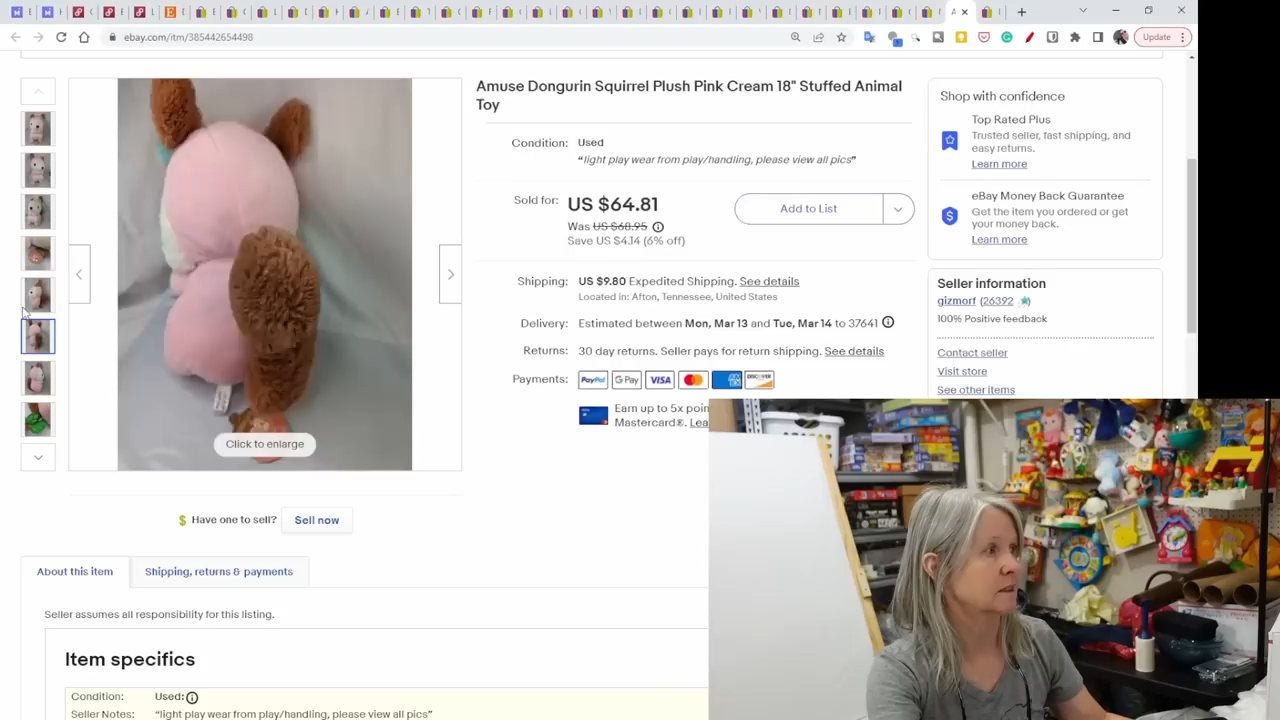 Update
ebay.com/itm/385442654498
Amuse Dongurin Squirrel Plush Pink Cream 18" Stuffed Animal
Toy
Condition: Used
“light play wear from play/handling, please view all pics”
Sold for: US $64.81
Was US $68.95
Save US $4.14 (6% off)
Add to List
Shipping: US $9.80 Expedited Shipping. See details
Located in: Afton, Tennessee, United States
Delivery: Estimated between Mon, Mar 13 and Tue, Mar 14 to 37641
Returns: 30 day returns. Seller pays for return shipping. See details
Payments: PayPal G Pay VISA DISCOVER
Earn up to 5x poin
Mastercard®. Lea
Click to enlarge
Have one to sell? Sell now
Shop with confidence
Top Rated Plus
Trusted seller, fast shipping, and
easy returns.
Learn more
eBay Money Back Guarantee
Get the item you ordered or get
your money back.
Learn more
Seller information
gizmorf (26392
100% Positive feedback
Contact seller
Visit store
See other items
About this item
Shipping, returns & payments
Seller assumes all responsibility for this listing.
Item specifics
Condition: Used:
Seller Notes: “light play wear from play/handling, please view all pics”